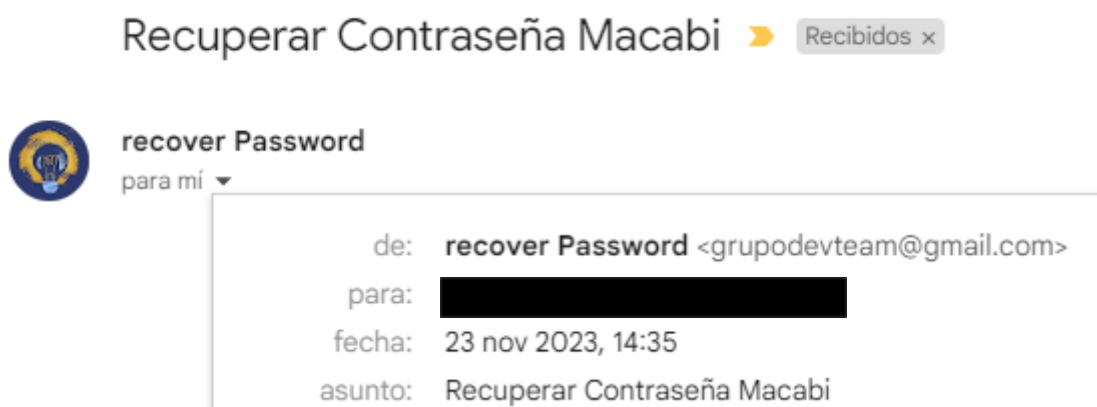 Recuperar Contraseña Macabi Recibidos ×
recover Password
para mí
de: recover Password <grupodevteam@gmail.com>
para:
fecha: 23 nov 2023, 14:35
asunto: Recuperar Contraseña Macabi